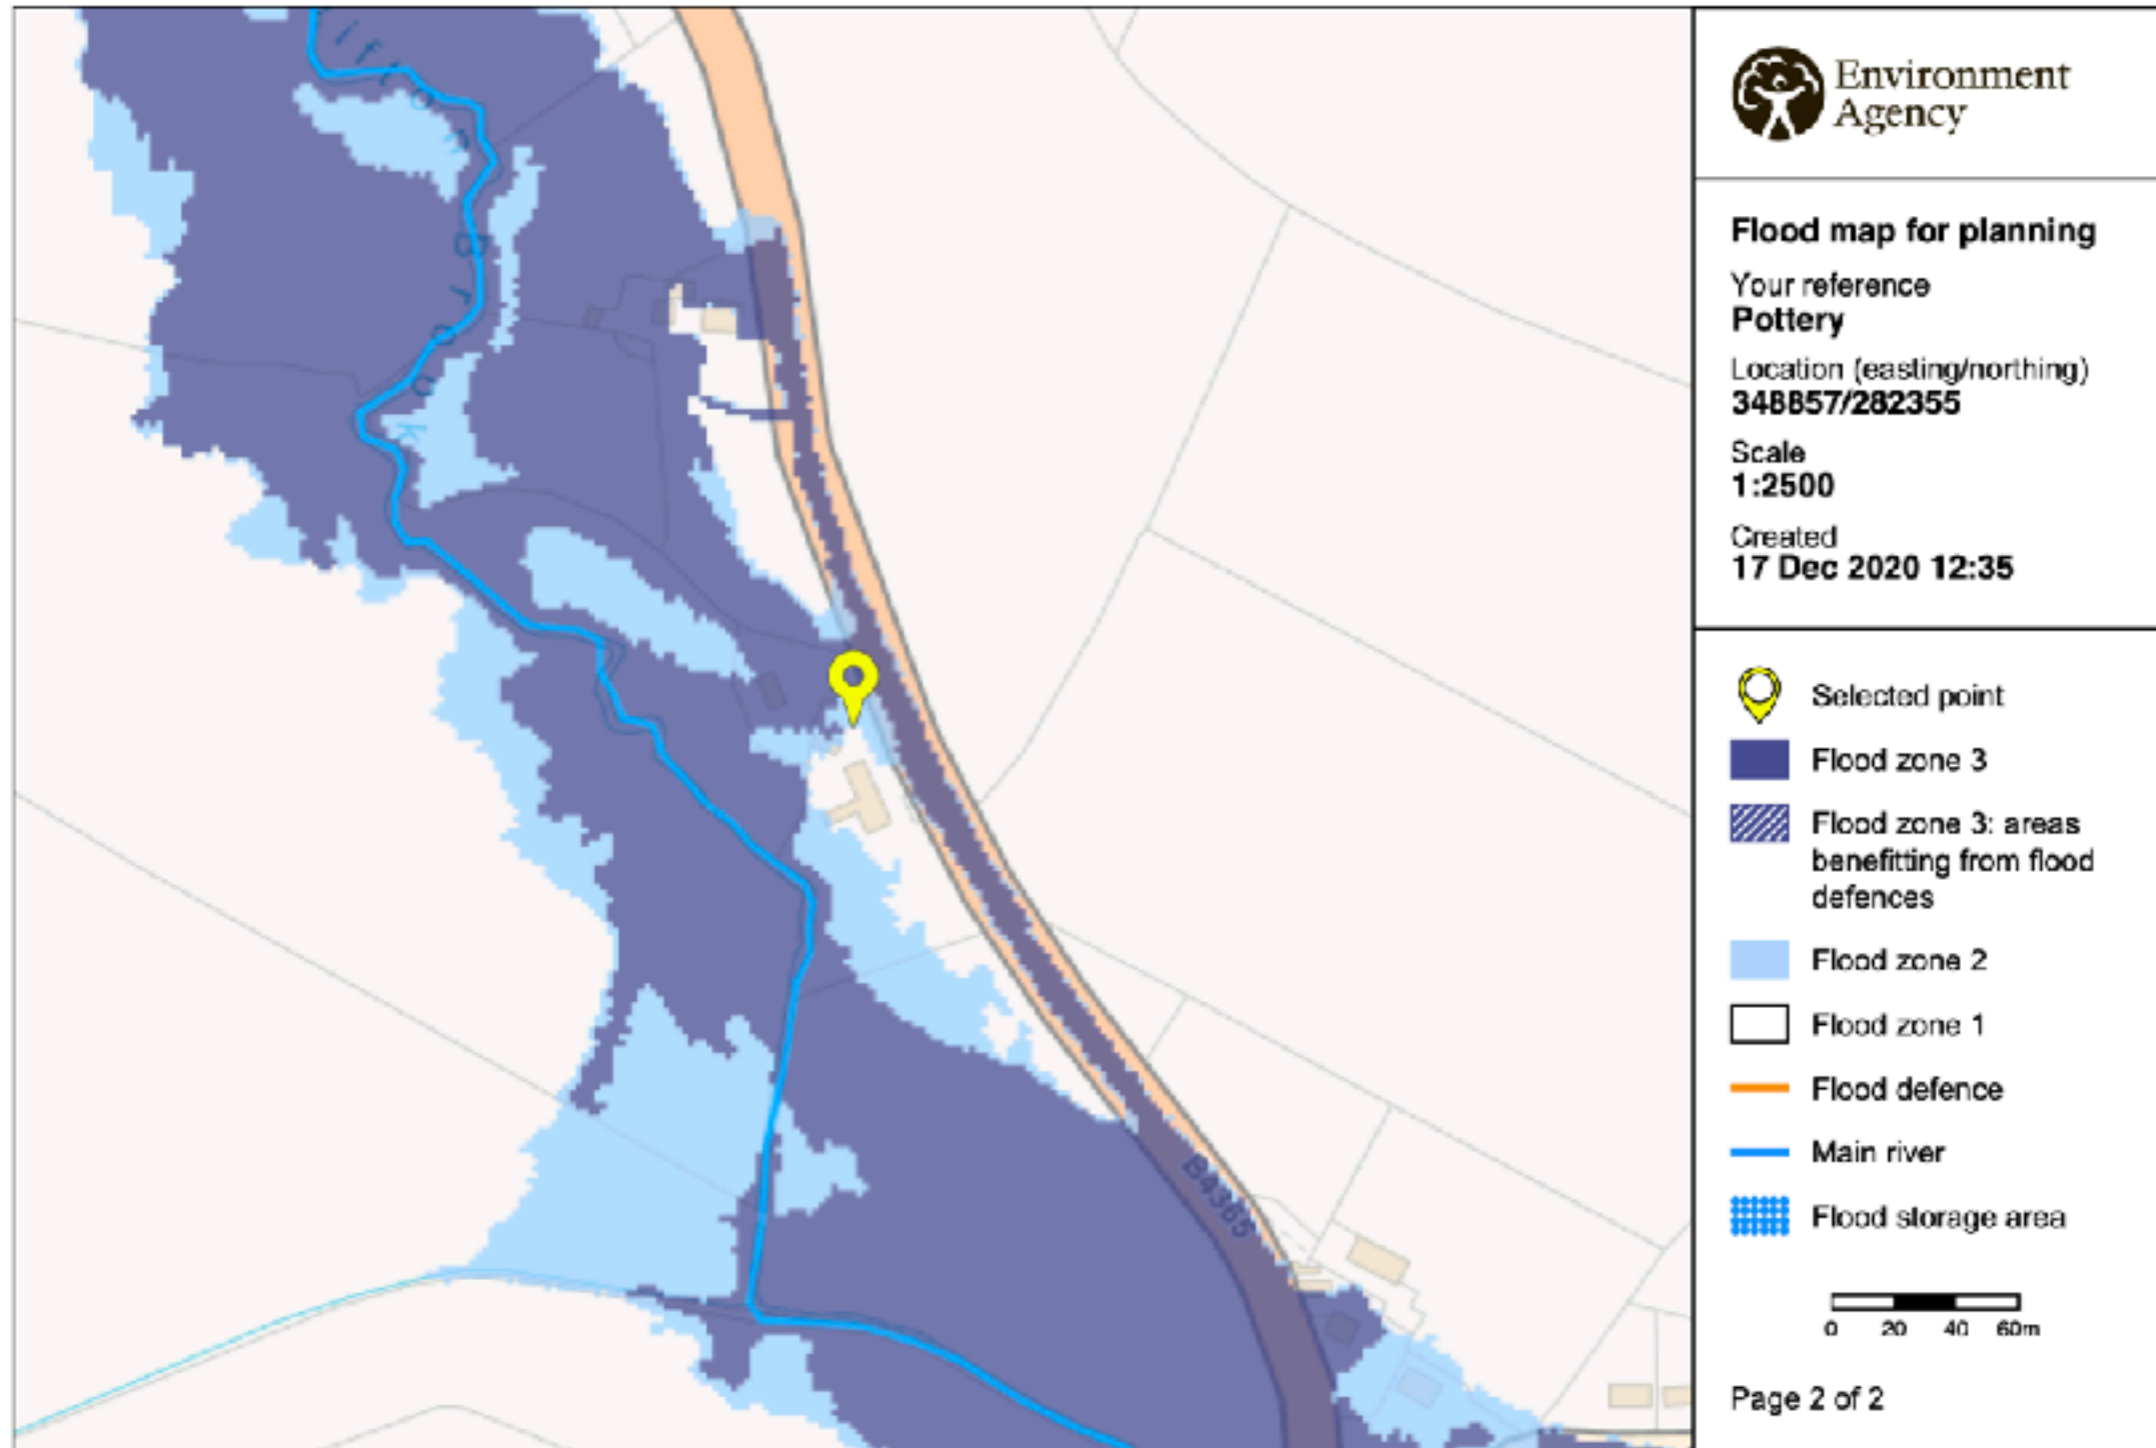 ifton Brook
B4365
Environment
Agency
Flood map for planning
Your reference
Pottery
Location (easting/northing)
348857/282355
Scale
1:2500
Created
17 Dec 2020 12:35
Selected point
Flood zone 3
Flood zone 3: areas
benefitting from flood
defences
Flood zone 2
Flood zone 1
Flood defence
Main river
Flood storage area
0 20 40 60m
Page 2 of 2